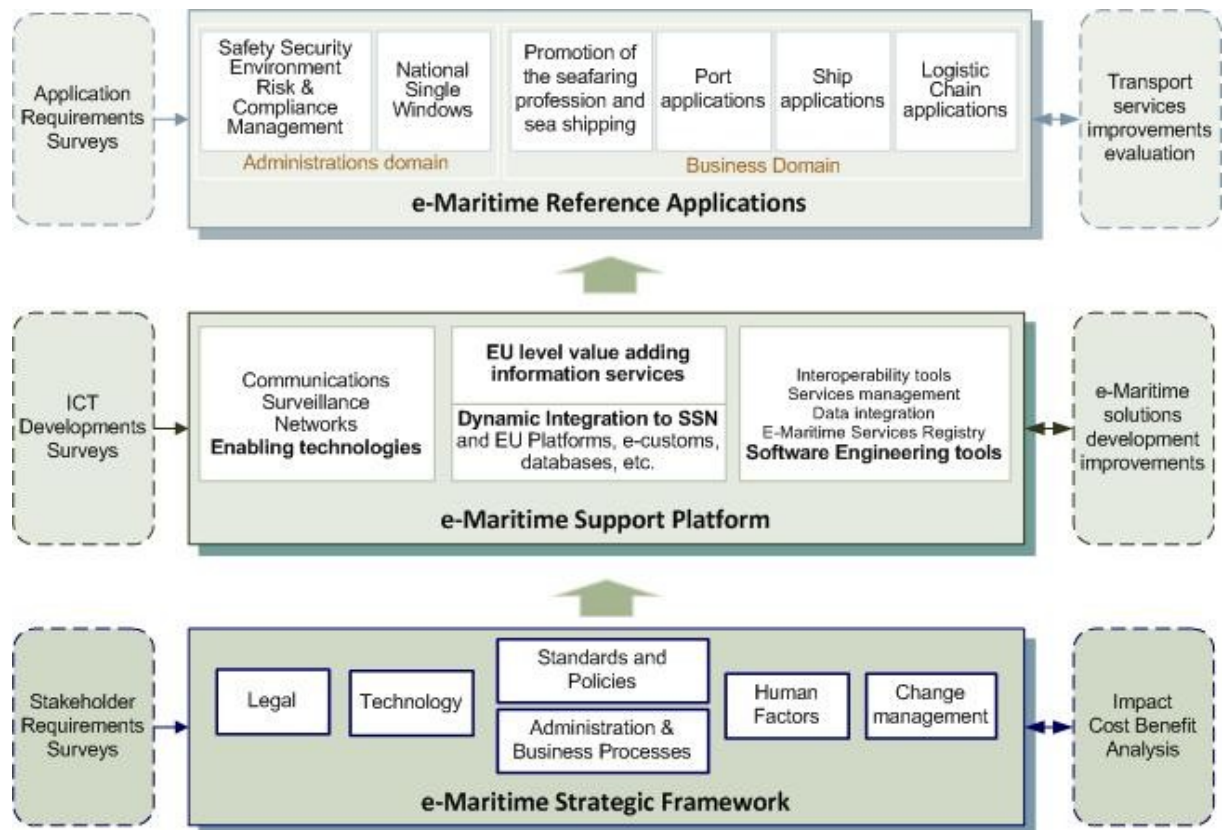 Application
Requirements
Surveys
Safety Security
Environment
Risk &
Compliance
Management
National
Single
Windows
Administrations domain
Promotion of
the seafaring
profession and
sea shipping
Port
applications
Ship
applications
Logistic
Chain
applications
Business Domain
e-Maritime Reference Applications
Transport
services
improvements
evaluation
ICT
Developments
Surveys
Communications
Surveillance
Networks
Enabling technologies
EU level value adding
information services
Dynamic Integration to SSN
and EU Platforms, e-customs,
databases, etc.
Interoperability tools
Services management
Data integration
E-Maritime Services Registry
Software Engineering tools
e-Maritime Support Platform
e-Maritime
solutions
development
improvements
Stakeholder
Requirements
Surveys
Legal
Technology
Standards and
Policies
Administration &
Business Processes
Human
Factors
Change
management
e-Maritime Strategic Framework
Impact
Cost Benefit
Analysis